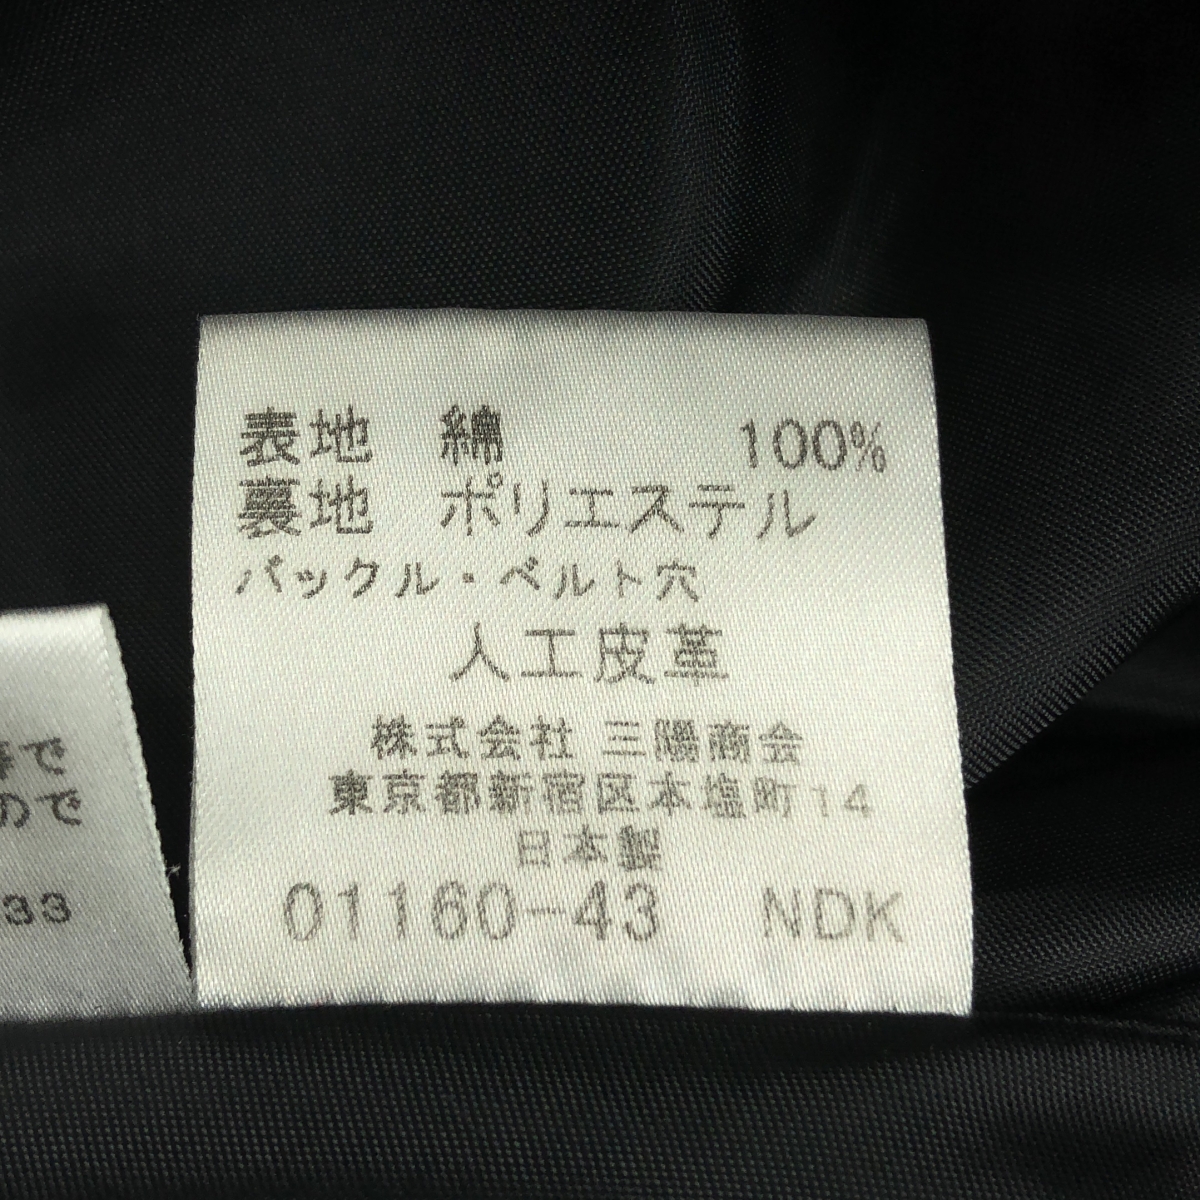 表地 綿 100%
裏地 ポリエステル
バックル・ベルト穴
人工皮革
株式会社 三陽商会
東京都新宿区本塩町14
日本製
01160-43 NDK
で
ので
33